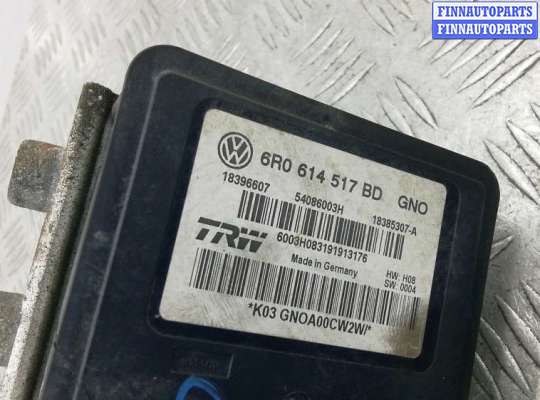 FINNAUTOPARTS
FINNAUTOPARTS
6R0 614 517 BD GNO
18396607 54086003H 18385307-A
TRW
6003H083191913176
Made in Germany
HW: H08
SW: 0004
*K03 GNOA00CW2W/*